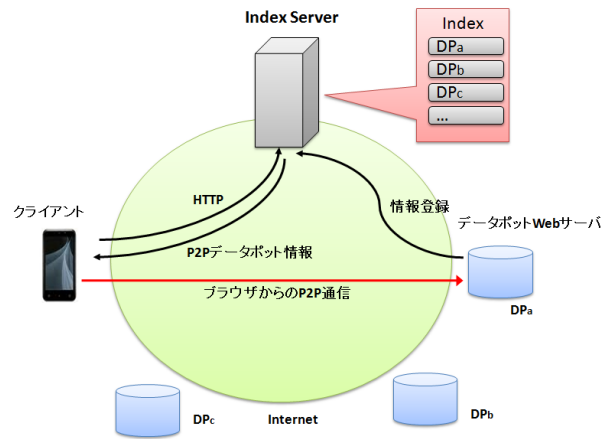 Index Server
Index
DPa
DPb
DPc
...
HTTP
クライアント
情報登録
データポットWebサーバ
P2Pデータポット情報
ブラウザからのP2P通信
DPa
DPc
Internet
DPb